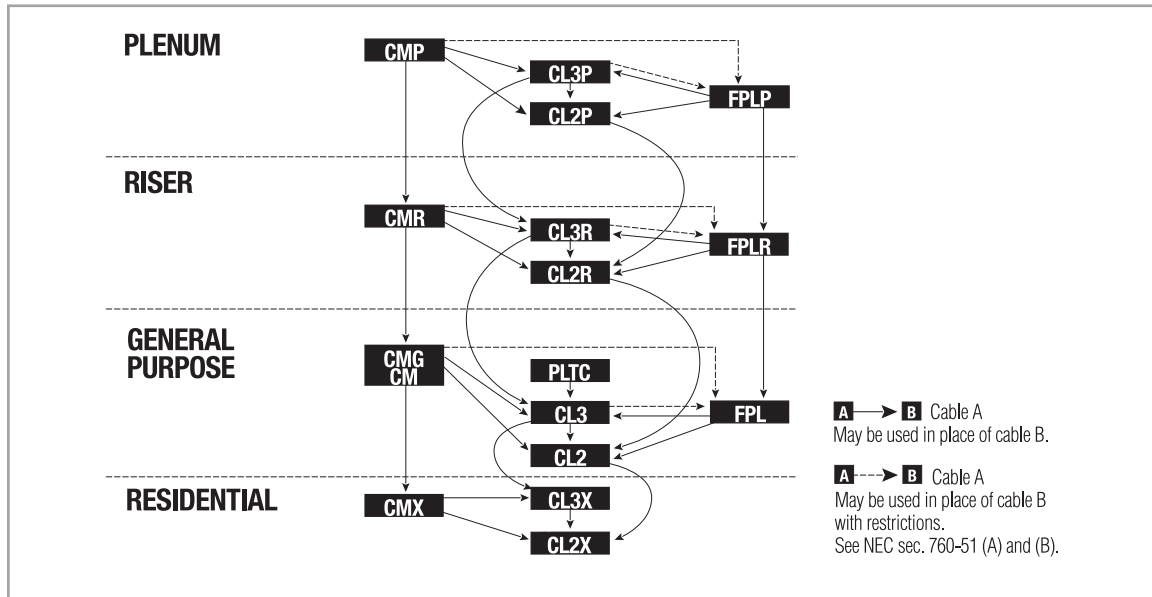 PLENUM
CMP
CL3P
FPLP
CL2P
RISER
CMR
CL3R
FPLR
CL2R
GENERAL
PURPOSE
CMG
CM
PLTC
CL3
FPL
CL2
A B Cable A
May be used in place of cable B.
A B Cable A
May be used in place of cable B
with restrictions.
See NEC sec. 760-51 (A) and (B).
RESIDENTIAL
CMX
CL3X
CL2X